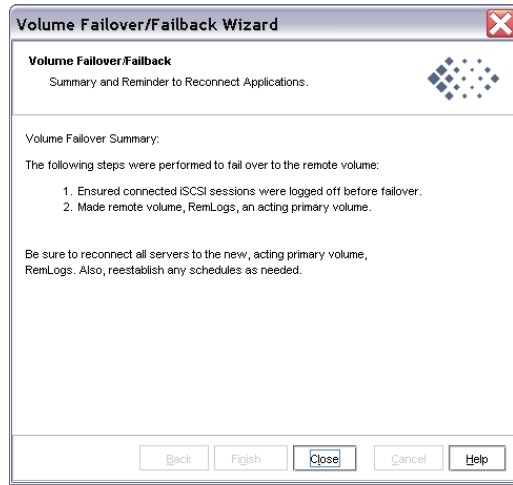 Volume Failover/Failback Wizard
Volume Failover/Failback
Summary and Reminder to Reconnect Applications.
Volume Failover Summary:
The following steps were performed to fail over to the remote volume:
1. Ensured connected iSCSI sessions were logged off before failover.
2. Made remote volume, RemLogs, an acting primary volume.
Be sure to reconnect all servers to the new, acting primary volume,
RemLogs. Also, reestablish any schedules as needed.
Back Finish Close Cancel Help